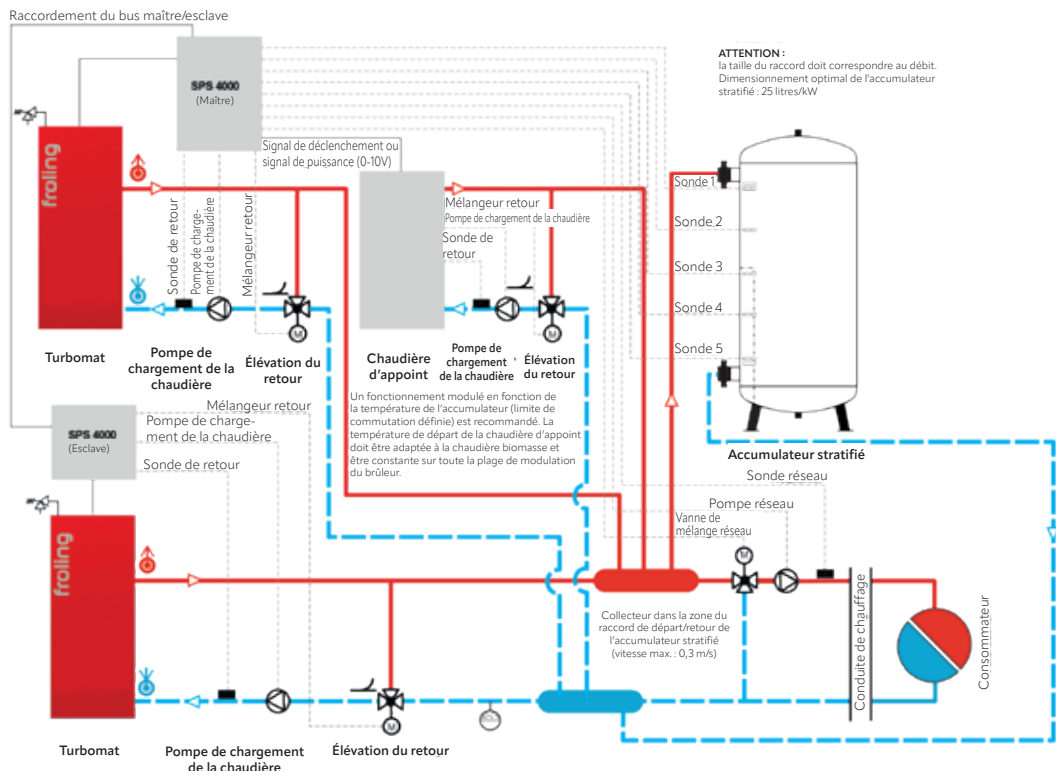 Raccordement du bus maître/esclave
SPS 4000
(Maître)
ATTENTION :
la taille du raccord doit correspondre au débit.
Dimensionnement optimal de l'accumulateur
stratifié : 25 litres/kW
froling
Signal de déclenchement ou
signal de puissance (0-10V)
Sonde de retour
Pompe de charge-
ment de la chaudière
Mélangeur retour
Mélangeur retour
Pompe de chargement de la chaudière
Sonde de
retour
Sonde 1
Sonde 2
Sonde 3
Sonde 4
Sonde 5
M
M
Turbomat
Pompe de
chargement de la
chaudière
Élévation du
retour
Chaudière
d'appoint
Pompe de
chargement
de la chaudière
Élévation
du retour
Un fonctionnement modulé en fonction de
la température de l'accumulateur (limite de
commutation définie) est recommandé. La
température de départ de la chaudière d'appoint
doit être adaptée à la chaudière biomasse et
être constante sur toute la plage de modulation
du brûleur.
Accumulateur stratifié
SPS 4000
(Esclave)
Mélangeur retour
Pompe de charge-
ment de la chaudière
Sonde de retour
Sonde réseau
Pompe réseau
Vanne de
mélange réseau
M
froling
Collecteur dans la zone du
raccord de départ/retour de
l'accumulateur stratifié
(vitesse max. : 0,3 m/s)
Conduite de chauffage
Consommateur
M
Turbomat
Pompe de chargement
de la chaudière
Élévation du retour